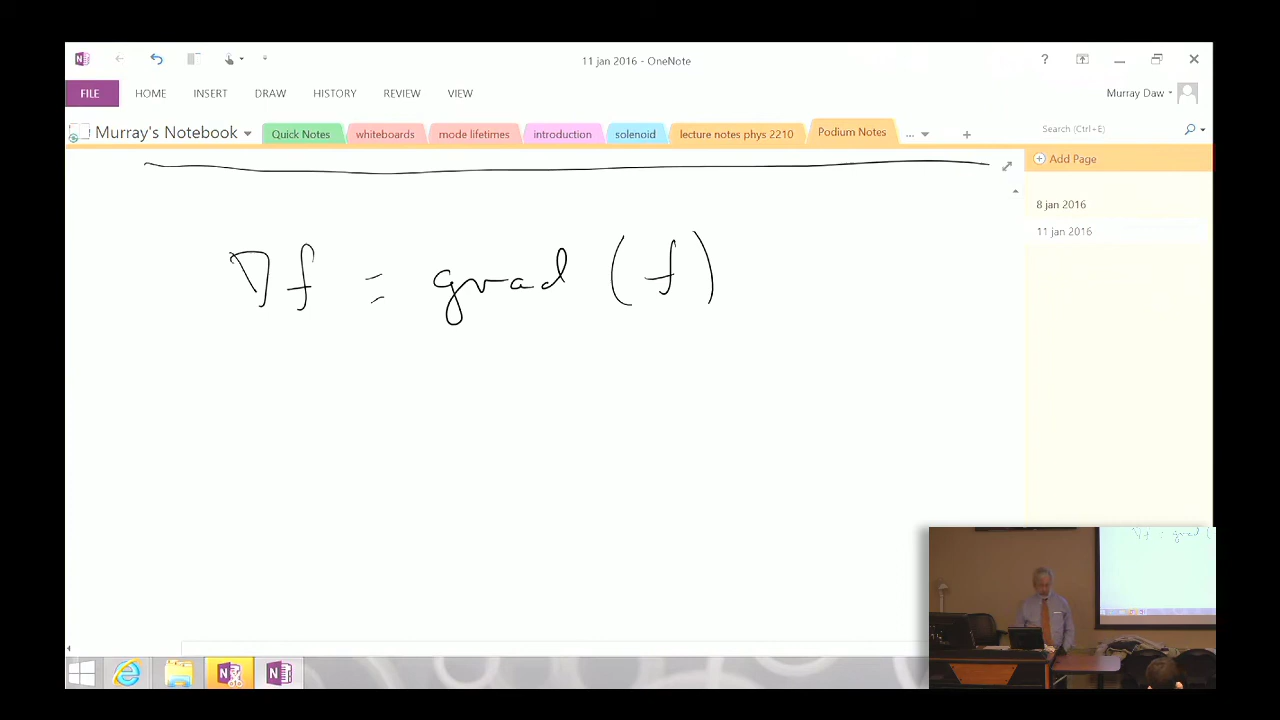 11 jan 2016 - OneNote
?
FILE HOME INSERT DRAW HISTORY REVIEW VIEW
Murray Daw
Murray's Notebook
Quick Notes whiteboards mode lifetimes introduction solenoid lecture notes phys 2210 Podium Notes ... +
Search (Ctrl+E)
Add Page
8 jan 2016
11 jan 2016
∇f = grad (f)